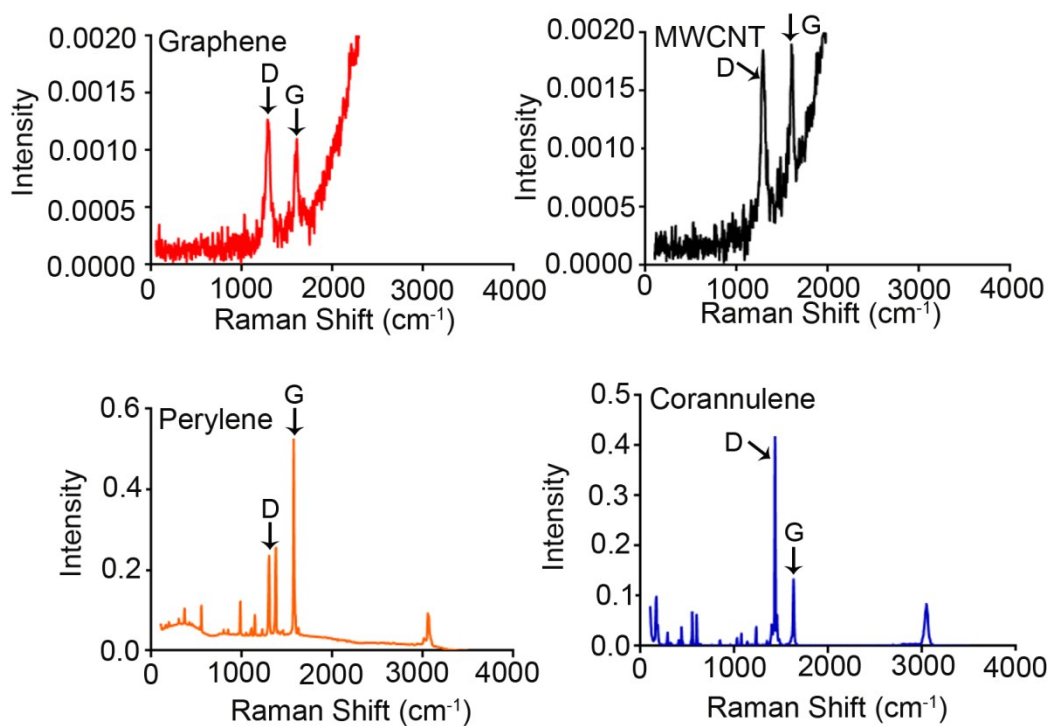 Graphene
D
G
Intensity
0.0020
0.0015
0.0010
0.0005
0.0000
0
1000
2000
3000
4000
Raman Shift (cm-1)
MWCNT
D
G
Intensity
0.0020
0.0015
0.0010
0.0005
0.0000
0
1000
2000
3000
4000
Raman Shift (cm-1)
Perylene
D
G
Intensity
0.6
0.4
0.2
0.0
0
1000
2000
3000
4000
Raman Shift (cm-1)
Corannulene
D
G
Intensity
0.5
0.4
0.3
0.2
0.1
0.0
0
1000
2000
3000
4000
Raman Shift (cm-1)